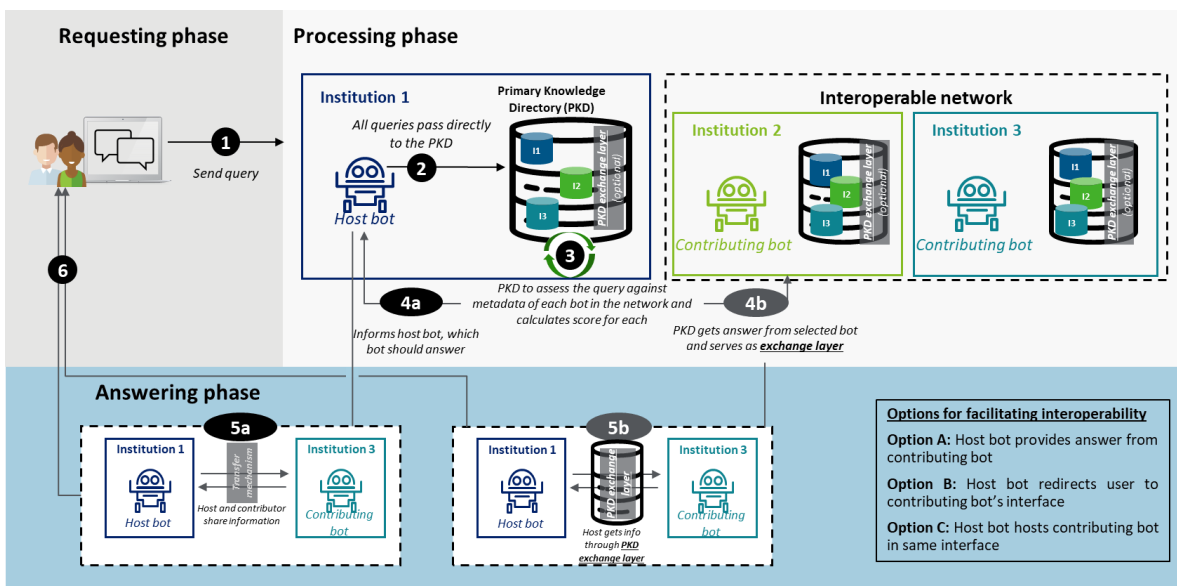 Requesting phase
Processing phase
1
Send query
Institution 1
All queries pass directly
to the PKD
2
Host bot
Primary Knowledge
Directory (PKD)
I1
I2
I3
PKD exchange layer
(optional)
3
PKD to assess the query against
metadata of each bot in the network and
calculates score for each
Interoperable network
Institution 2
Contributing bot
I1
I2
I3
PKD exchange layer
(optional)
Institution 3
Contributing bot
I1
I2
I3
PKD exchange layer
(optional)
4a
Informs host bot, which
bot should answer
4b
PKD gets answer from selected bot
and serves as exchange layer
6
Answering phase
5a
Institution 1
Host bot
Transfer
mechanism
Host and contributor
share information
Institution 3
Contributing
bot
5b
Institution 1
Host bot
PKD exchange
layer
Host gets info
through PKD
exchange layer
Institution 3
Contributing
bot
Options for facilitating interoperability
Option A: Host bot provides answer from
contributing bot
Option B: Host bot redirects user to
contributing bot’s interface
Option C: Host bot hosts contributing bot
in same interface